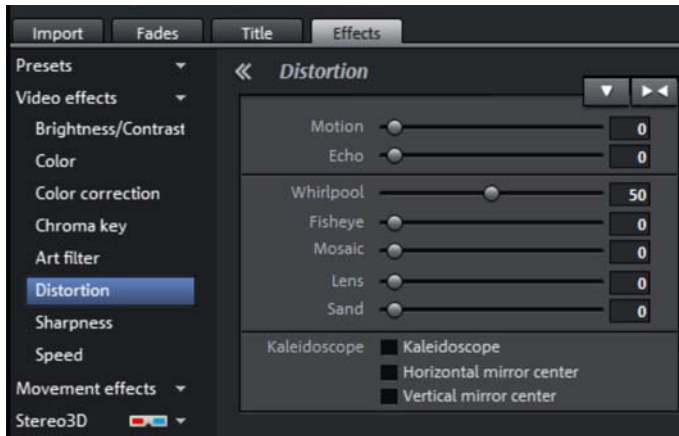 Import Fades Title Effects
Presets
Video effects
Brightness/Contrast
Color
Color correction
Chroma key
Art filter
Distortion
Sharpness
Speed
Movement effects
Stereo3D
Distortion
Motion 0
Echo 0
Whirlpool 50
Fisheye 0
Mosaic 0
Lens 0
Sand 0
Kaleidoscope Kaleidoscope
Horizontal mirror center
Vertical mirror center